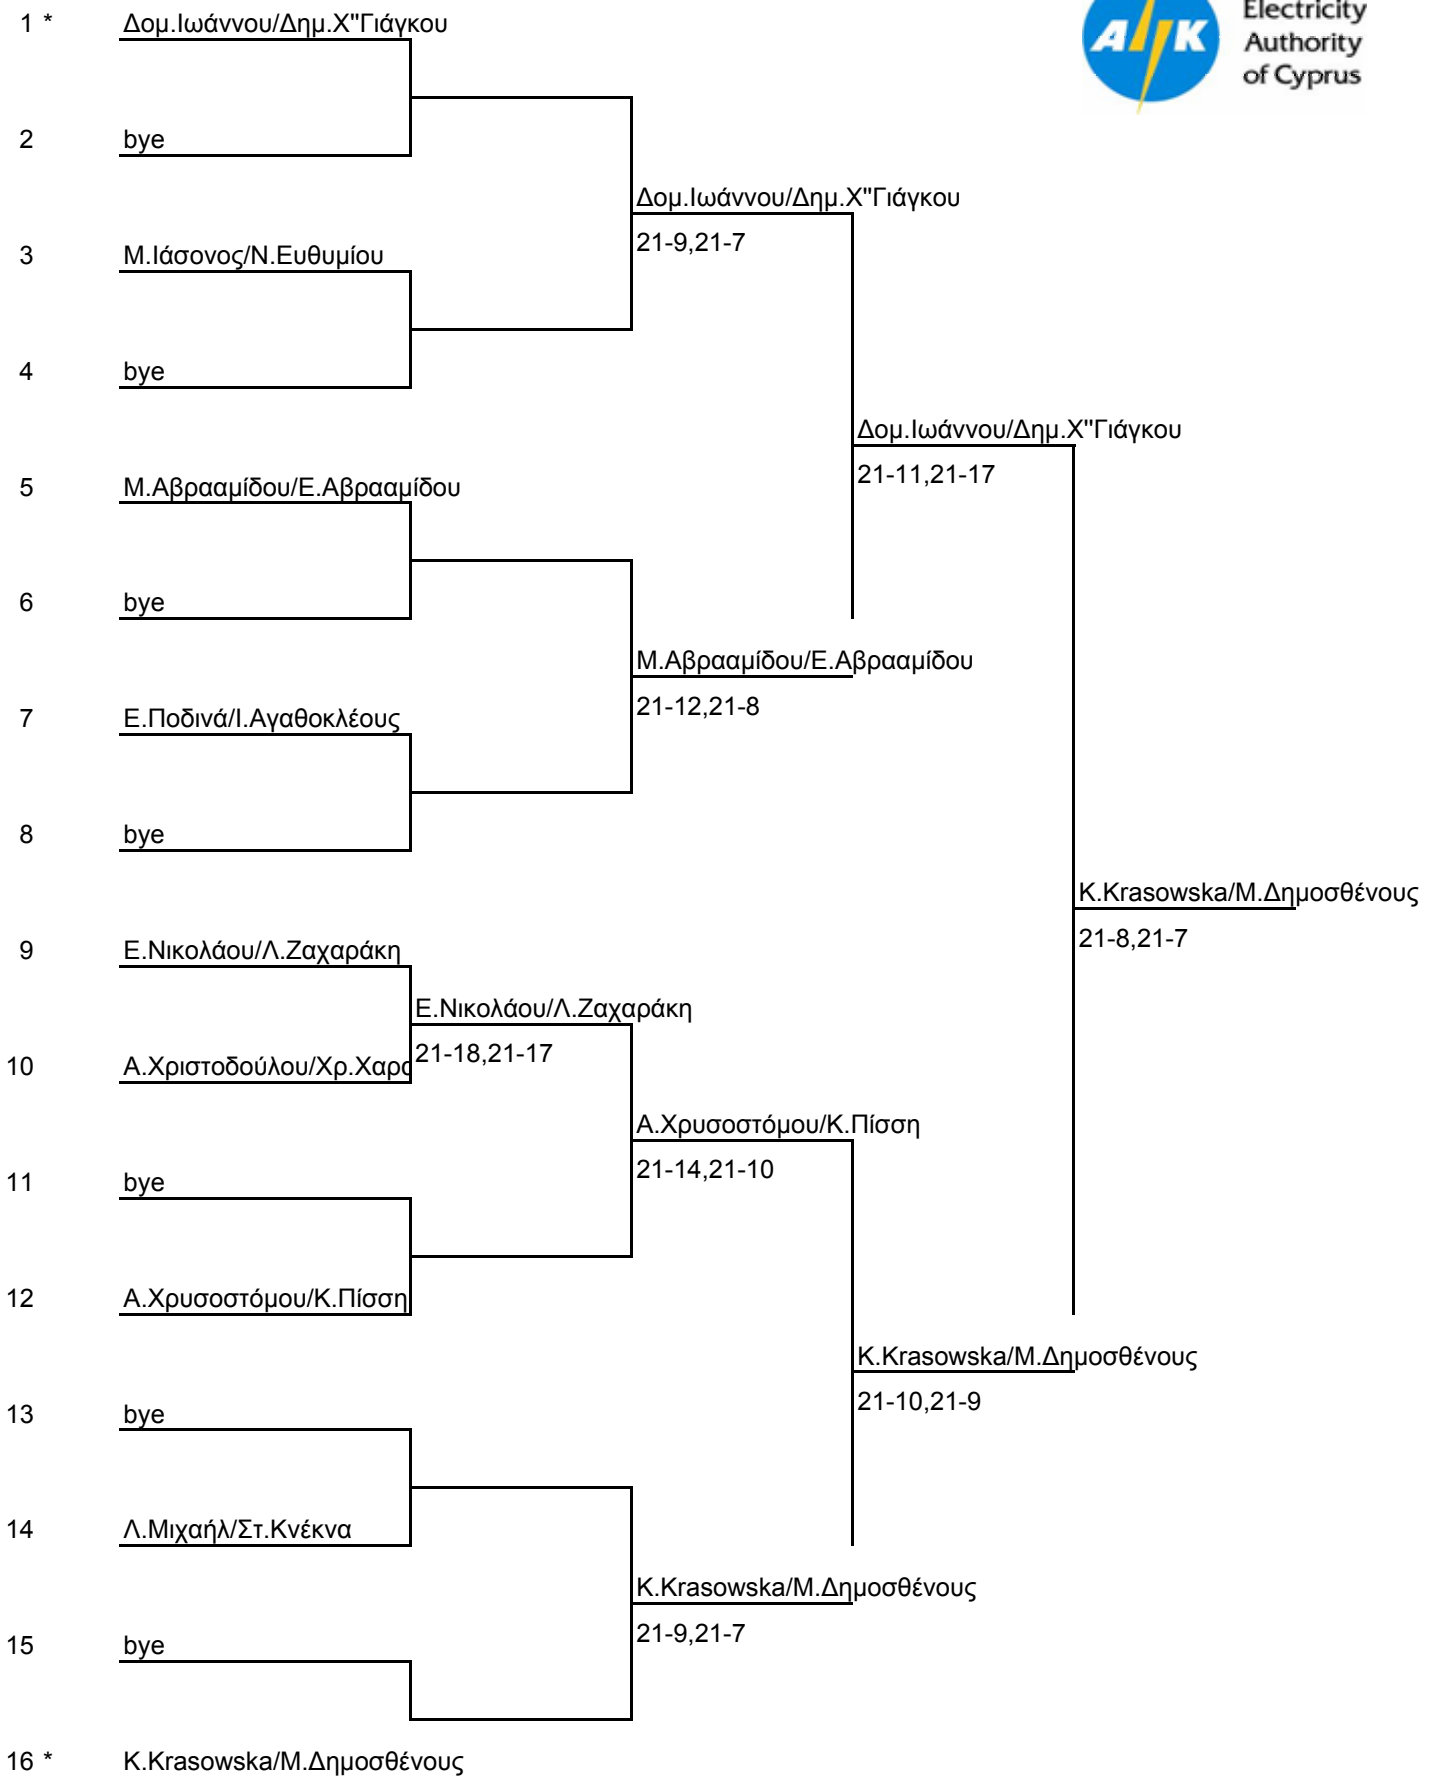 Electricity
Authority
of Cyprus
AHK
1 * Δομ.Ιωάννου/Δημ.Χ"Γιάγκου
2 bye
Δομ.Ιωάννου/Δημ.Χ"Γιάγκου
21-9,21-7
3 Μ.Ιάσονος/Ν.Ευθυμίου
4 bye
Δομ.Ιωάννου/Δημ.Χ"Γιάγκου
21-11,21-17
5 Μ.Αβρααμίδου/Ε.Αβρααμίδου
6 bye
Μ.Αβρααμίδου/Ε.Αβρααμίδου
21-12,21-8
7 Ε.Ποδινά/Ι.Αγαθοκλέους
8 bye
K.Krasowska/Μ.Δημοσθένους
21-8,21-7
9 Ε.Νικολάου/Λ.Ζαχαράκη
Ε.Νικολάου/Λ.Ζαχαράκη
21-18,21-17
10 Α.Χριστοδούλου/Χρ.
Α.Χρυσοστόμου/Κ.Πίσση
21-14,21-10
11 bye
12 Α.Χρυσοστόμου/Κ.Πίσση
K.Krasowska/Μ.Δημοσθένους
21-10,21-9
13 bye
14 Λ.Μιχαήλ/Στ.Κνέκνα
K.Krasowska/Μ.Δημοσθένους
21-9,21-7
15 bye
16 * K.Krasowska/Μ.Δημοσθένους